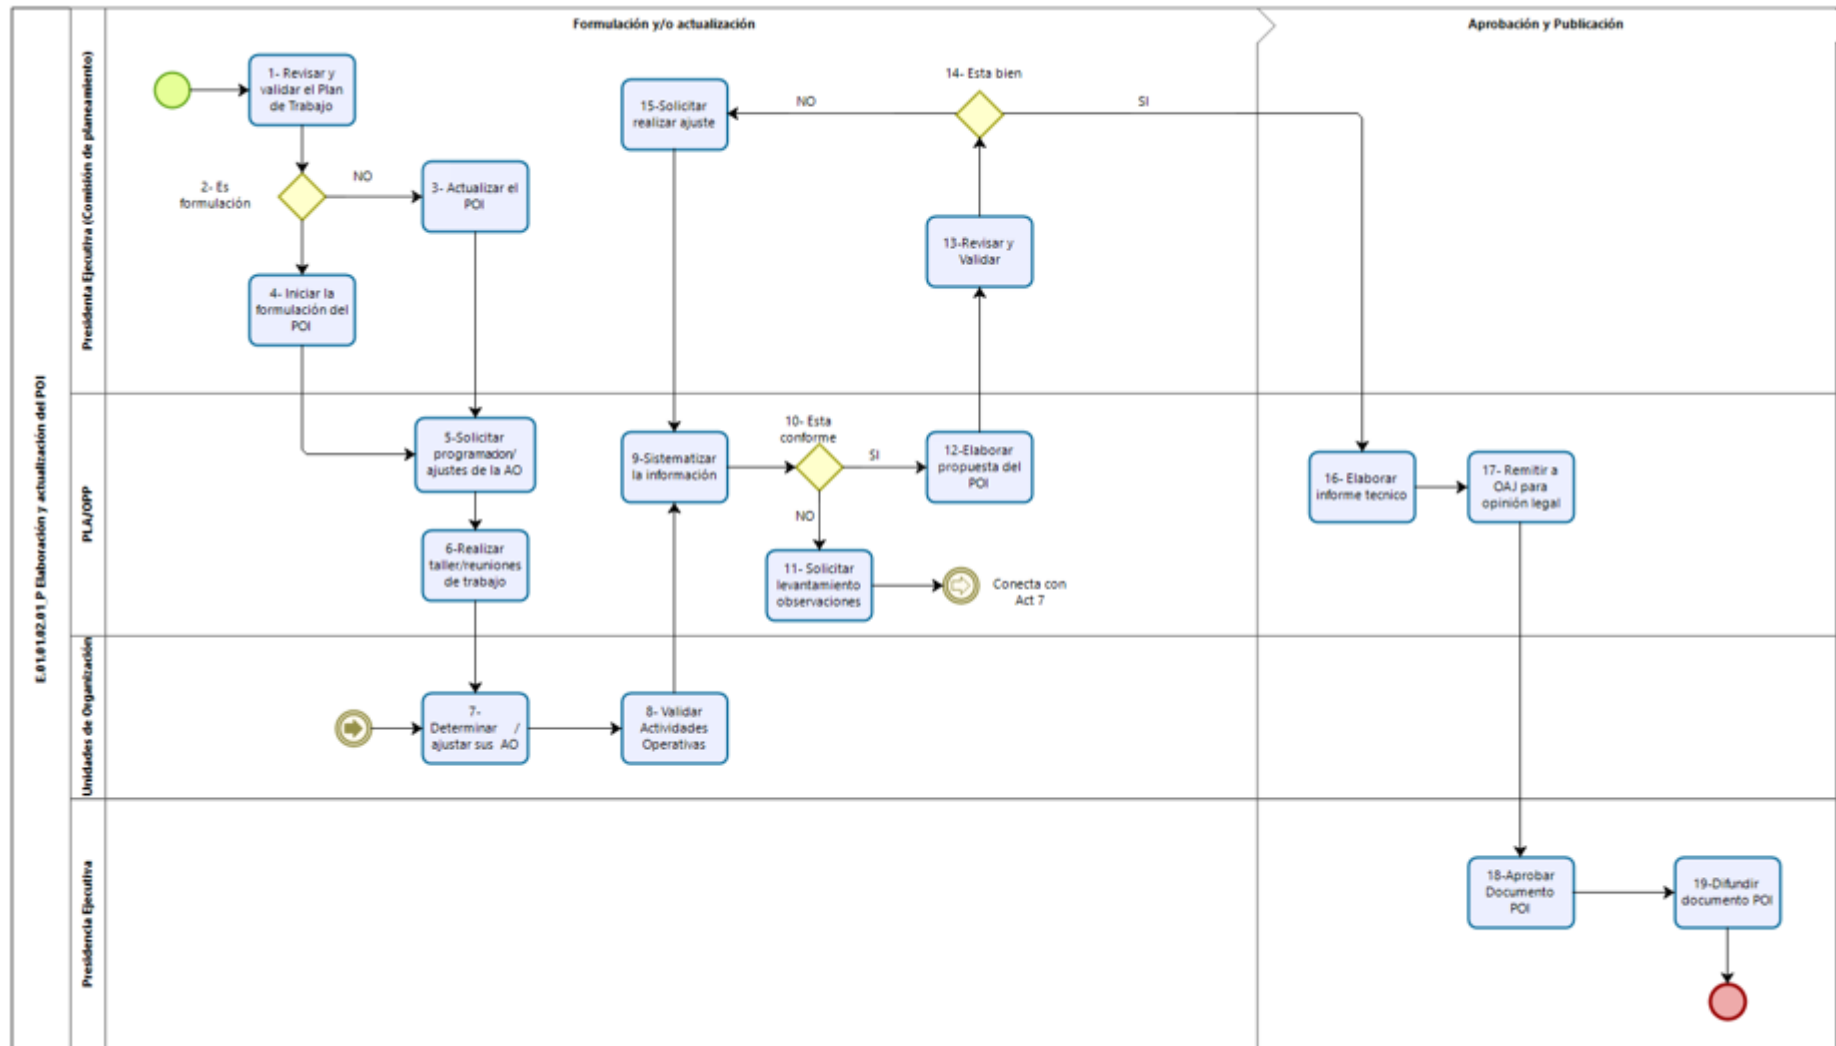 Formulación y/o actualización
Aprobación y Publicación
E.01.01.02.01_P Elaboración y actualización del POI
Presidenta Ejecutiva (Comisión de planeamiento)
1- Revisar y
validar el Plan
de Trabajo
2- Es
formulación
NO
3- Actualizar el
POI
4- Iniciar la
formulación del
POI
15-Solicitar
realizar ajuste
NO
14- Esta bien
SI
13-Revisar y
Validar
PLA/OPP
5-Solicitar
programadon/
ajustes de la AO
6-Realizar
taller/reuniones
de trabajo
9-Sistematizar
la información
10- Esta
conforme
SI
NO
12-Elaborar
propuesta del
POI
11- Solicitar
levantamiento
observaciones
Conecta con
Act 7
16- Elaborar
informe tecnico
17- Remitir a
OAJ para
opinión legal
Unidades de Organización
7-
Determinar /
ajustar sus AO
8- Validar
Actividades
Operativas
Presidencia Ejecutiva
18-Aprobar
Documento
POI
19-Difundir
documento POI